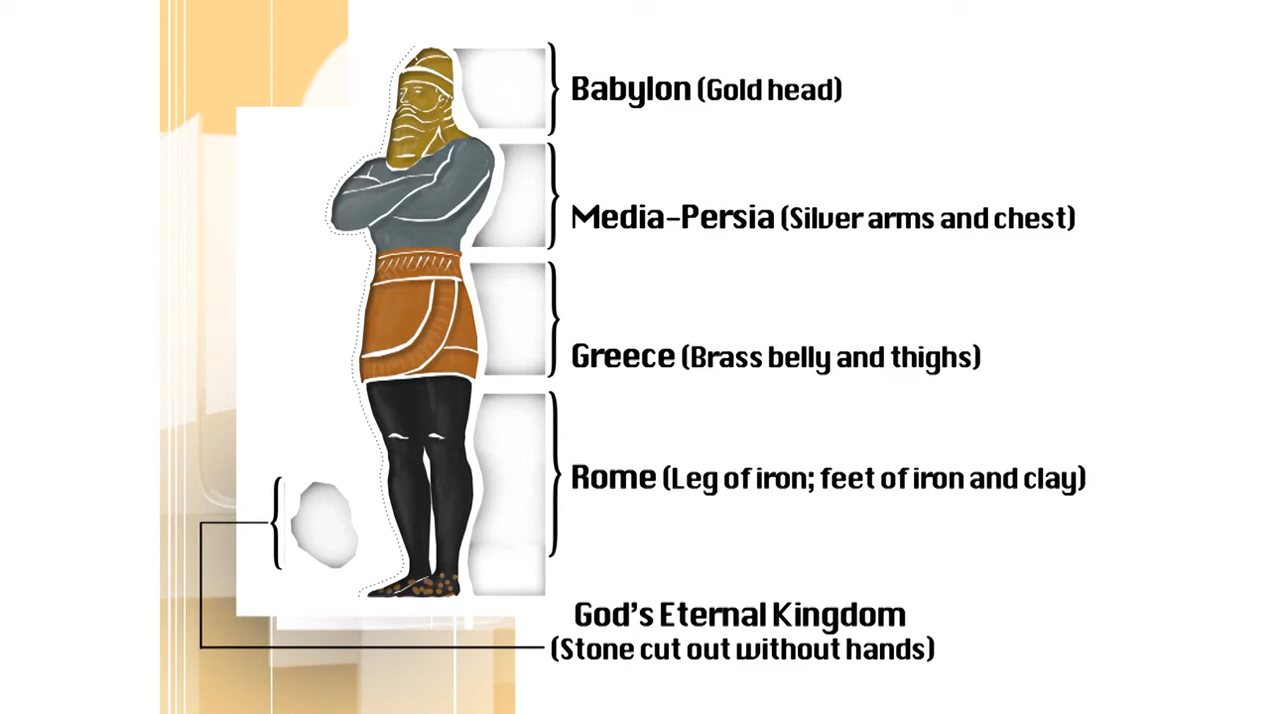 Babylon (Gold head)
Media-Persia (Silver arms and chest)
Greece (Brass belly and thighs)
Rome (Leg of iron; feet of iron and clay)
God's Eternal Kingdom
(Stone cut out without hands)